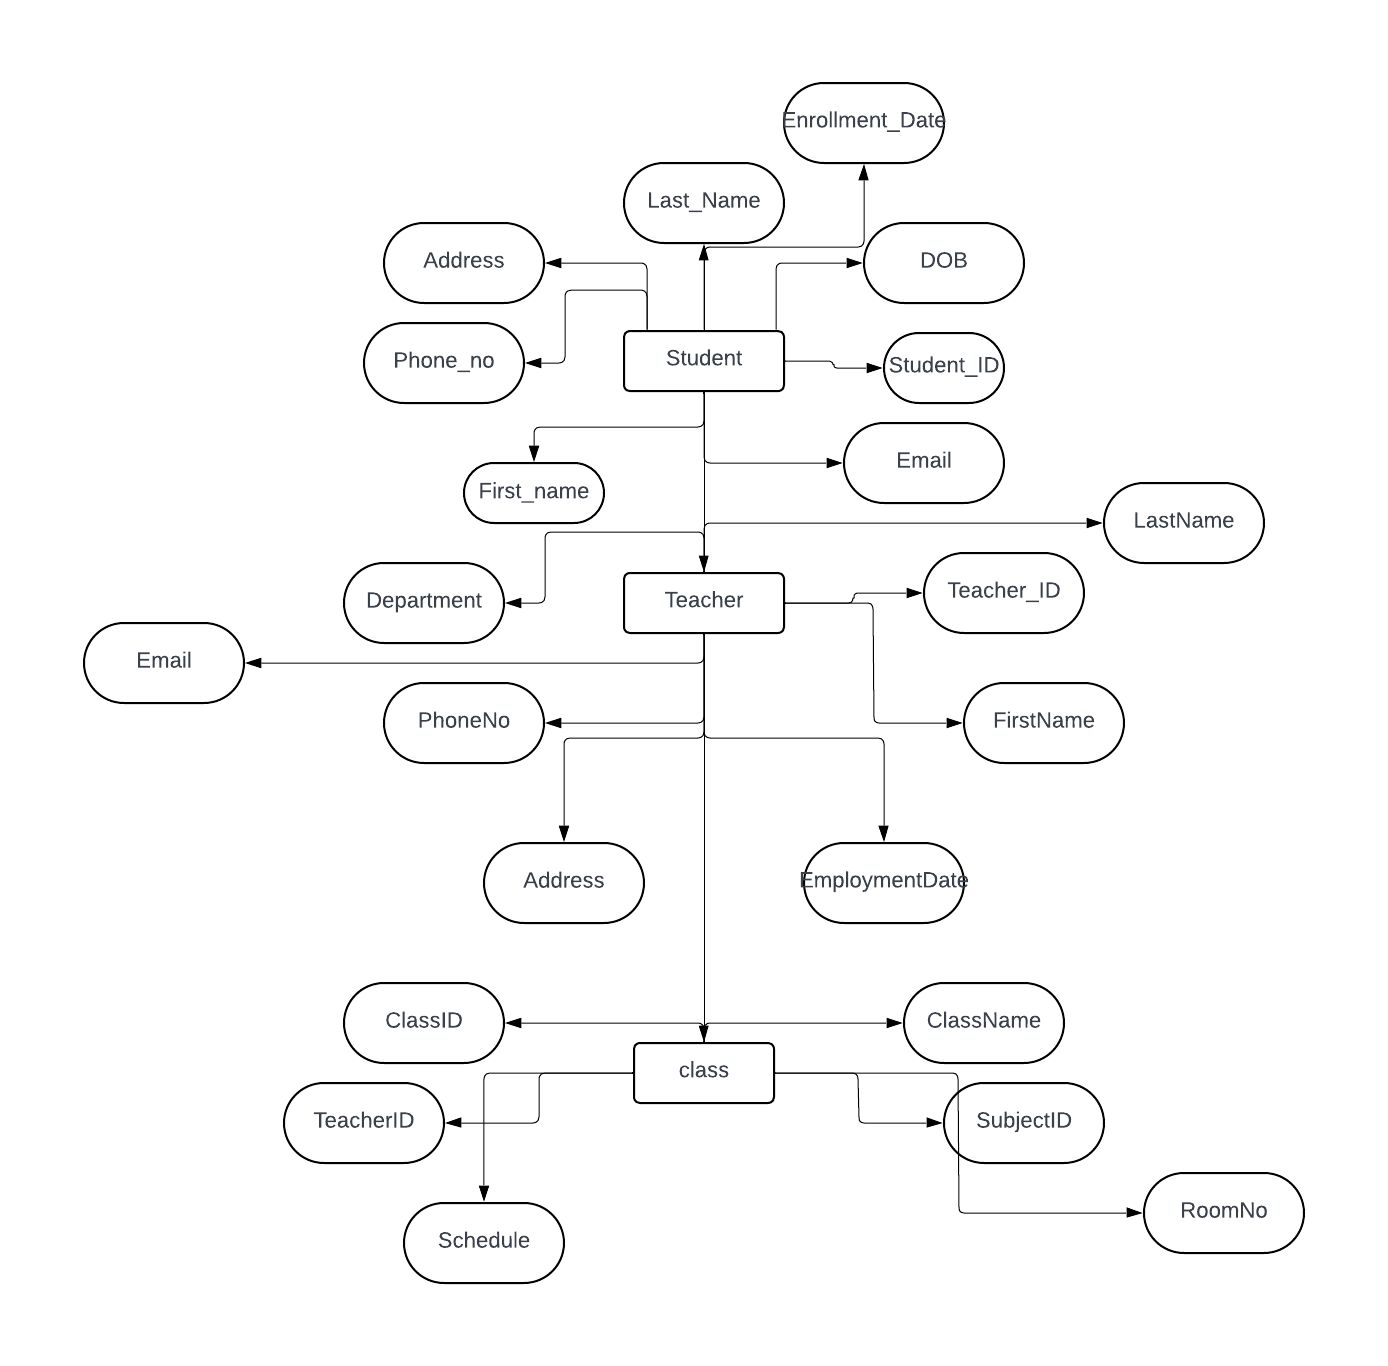 Enrollment_Date
Last_Name
Address
DOB
Phone_no
Student
Student_ID
Email
First_name
LastName
Department
Teacher
Teacher_ID
Email
PhoneNo
FirstName
Address
EmploymentDate
ClassID
ClassName
class
TeacherID
SubjectID
RoomNo
Schedule